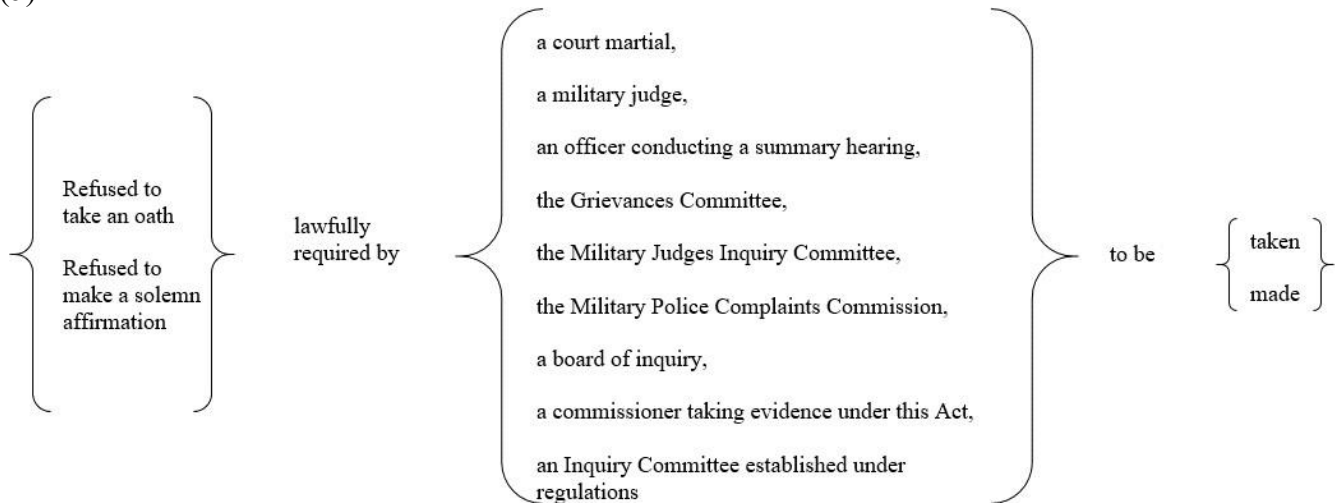 Refused to
take an oath
Refused to
make a solemn
affirmation
lawfully
required by
a court martial,
a military judge,
an officer conducting a summary hearing,
the Grievances Committee,
the Military Judges Inquiry Committee,
the Military Police Complaints Commission,
a board of inquiry,
a commissioner taking evidence under this Act,
an Inquiry Committee established under
regulations
to be
taken
made